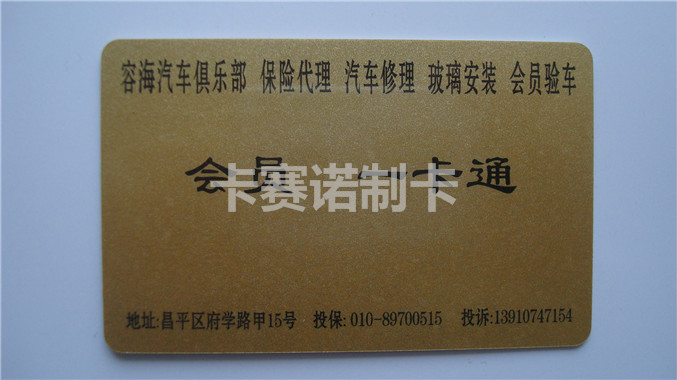 容海汽车俱乐部 保险代理 汽车修理 玻璃安装 会员验车
会员 一卡通
卡赛诺制卡
地址:昌平区府学路甲15号 投保: 010-89700515 投诉:13910747154